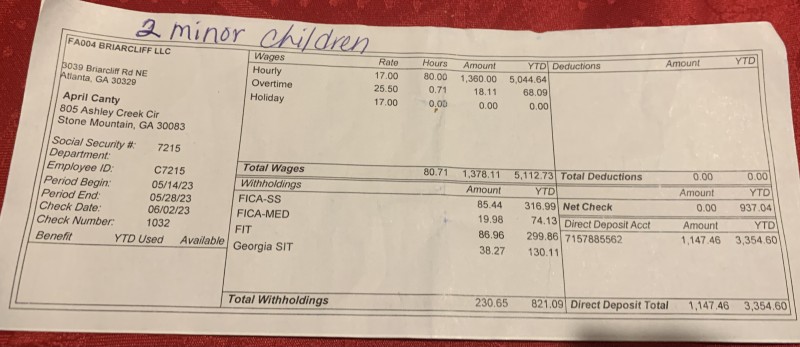 2 minor children
FA004 BRIARCLIFF LLC
3039 Briarcliff Rd NE
Atlanta, GA 30329
April Canty
805 Ashley Creek Cir
Stone Mountain, GA 30083
Social Security #: 7215
Department:
Employee ID: C7215
Period Begin: 05/14/23
Period End: 05/28/23
Check Date: 06/02/23
Check Number: 1032
Benefit YTD Used Available
Wages Rate Hours Amount YTD
Hourly 17.00 80.00 1,360.00 5,044.64
Overtime 25.50 0.71 18.11 68.09
Holiday 17.00 0.00 0.00 0.00
Total Wages 80.71 1,378.11 5,112.73
Withholdings Amount YTD
FICA-SS 85.44 316.99
FICA-MED 19.98 74.13
FIT 86.96 299.86
Georgia SIT 38.27 130.11
Total Withholdings 230.65 821.09
Deductions Amount YTD
Total Deductions 0.00 0.00
Amount YTD
Net Check 0.00 937.04
Direct Deposit Acct Amount YTD
7157885562 1,147.46 3,354.60
Direct Deposit Total 1,147.46 3,354.60